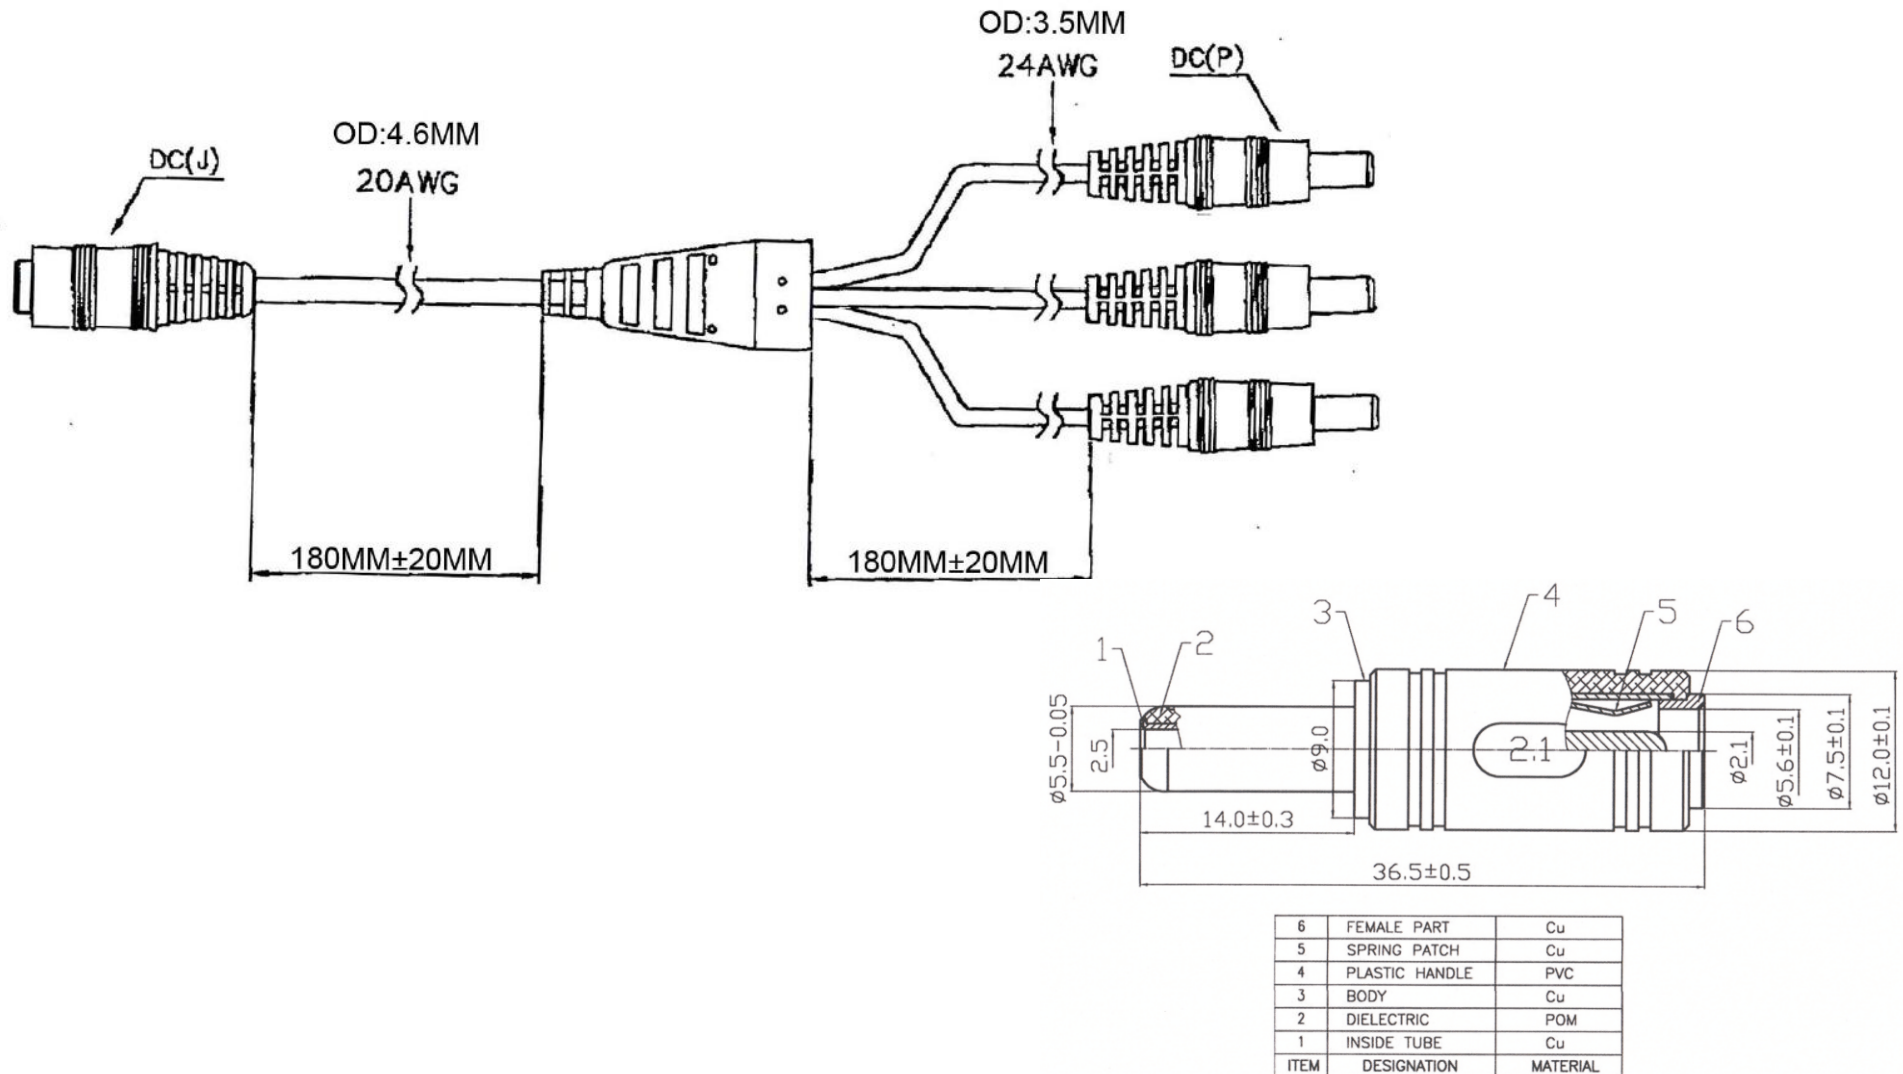 OD:3.5MM
24AWG
DC(P)
OD:4.6MM
20AWG
DC(J)
180MM±20MM
180MM±20MM
1
2
3
4
5
6
ø5.5-0.05
2.5
ø9.0
2.1
ø2.1
ø5.6±0.1
ø7.5±0.1
ø12.0±0.1
14.0±0.3
36.5±0.5
6 FEMALE PART Cu
5 SPRING PATCH Cu
4 PLASTIC HANDLE PVC
3 BODY Cu
2 DIELECTRIC POM
1 INSIDE TUBE Cu
ITEM DESIGNATION MATERIAL